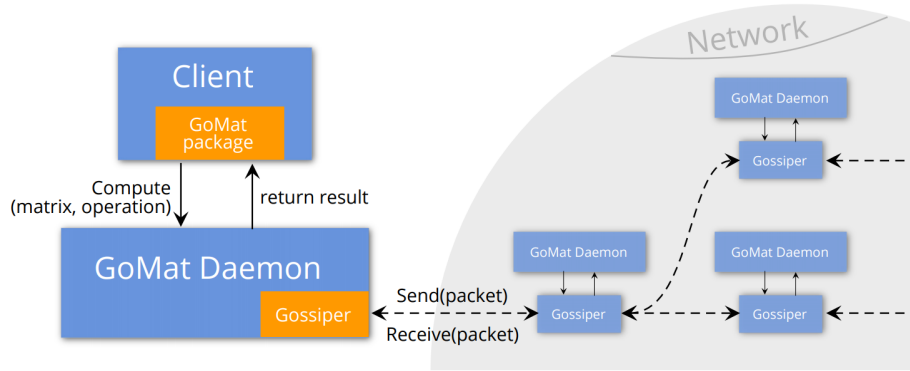 Network
Client
GoMat
package
Compute
(matrix, operation)
return result
GoMat Daemon
Gossiper
Send(packet)
Receive(packet)
GoMat Daemon
Gossiper
GoMat Daemon
Gossiper
GoMat Daemon
Gossiper